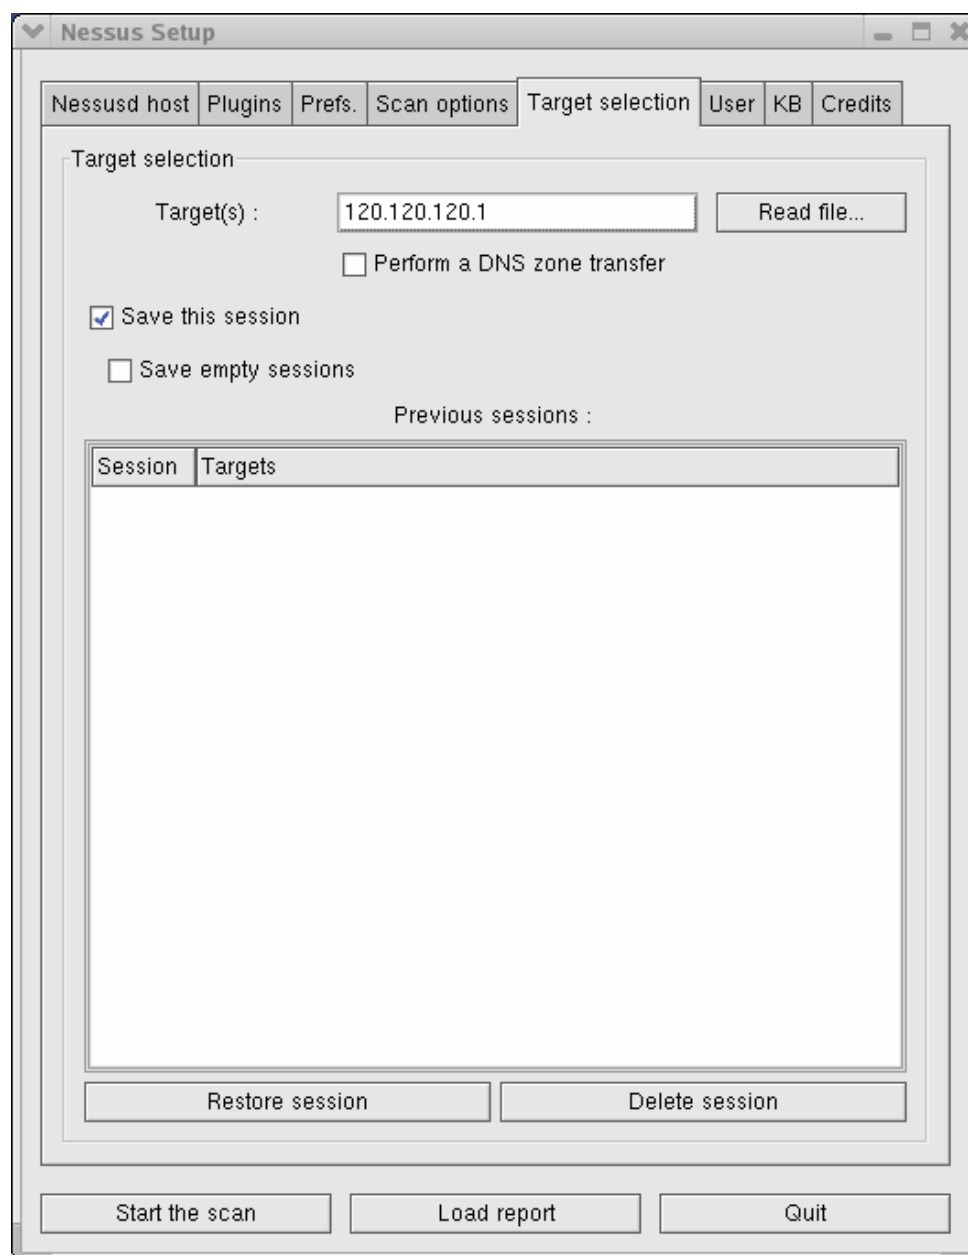 Nessus Setup
Nessusd host Plugins Prefs. Scan options Target selection User KB Credits
Target selection
Target(s) : 120.120.120.1 Read file...
Perform a DNS zone transfer
Save this session
Save empty sessions
Previous sessions :
Session Targets
Restore session Delete session
Start the scan Load report Quit